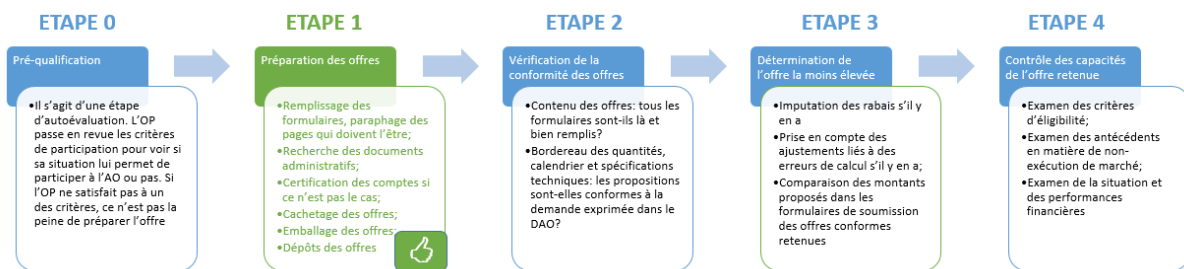 ETAPE 0
Pré-qualification
•Il s’agit d’une étape
d’autoévaluation. L’OP
passe en revue les critères
de participation pour voir si
sa situation lui permet de
participer à l’AO ou pas. Si
l’OP ne satisfait pas à un
des critères, ce n’est pas la
peine de préparer l’offre
ETAPE 1
Préparation des offres
•Remplissage des
formulaires, paraphage des
pages qui doivent l’être;
•Recherche des documents
administratifs;
•Certification des comptes si
ce n’est pas le cas;
•Cachetage des offres;
•Emballage des offres;
•Dépôts des offres
ETAPE 2
Vérification de la
conformité des offres
•Contenu des offres: tous les
formulaires sont-ils là et
bien remplis?
•Bordereau des quantités,
calendrier et spécifications
techniques: les propositions
sont-elles conformes à la
demande exprimée dans le
DAO?
ETAPE 3
Détermination de
l’offre la moins élevée
•Imputation des rabais s’il y
en a
•Prise en compte des
ajustements liés à des
erreurs de calcul s’il y en a;
•Comparaison des montants
proposés dans les
formulaires de soumission
des offres conformes
retenues
ETAPE 4
Contrôle des capacités
de l’offre retenue
•Examen des critères
d’éligibilité;
•Examen des antécédents
en matière de non-
exécution de marché;
•Examen de la situation et
des performances
financières